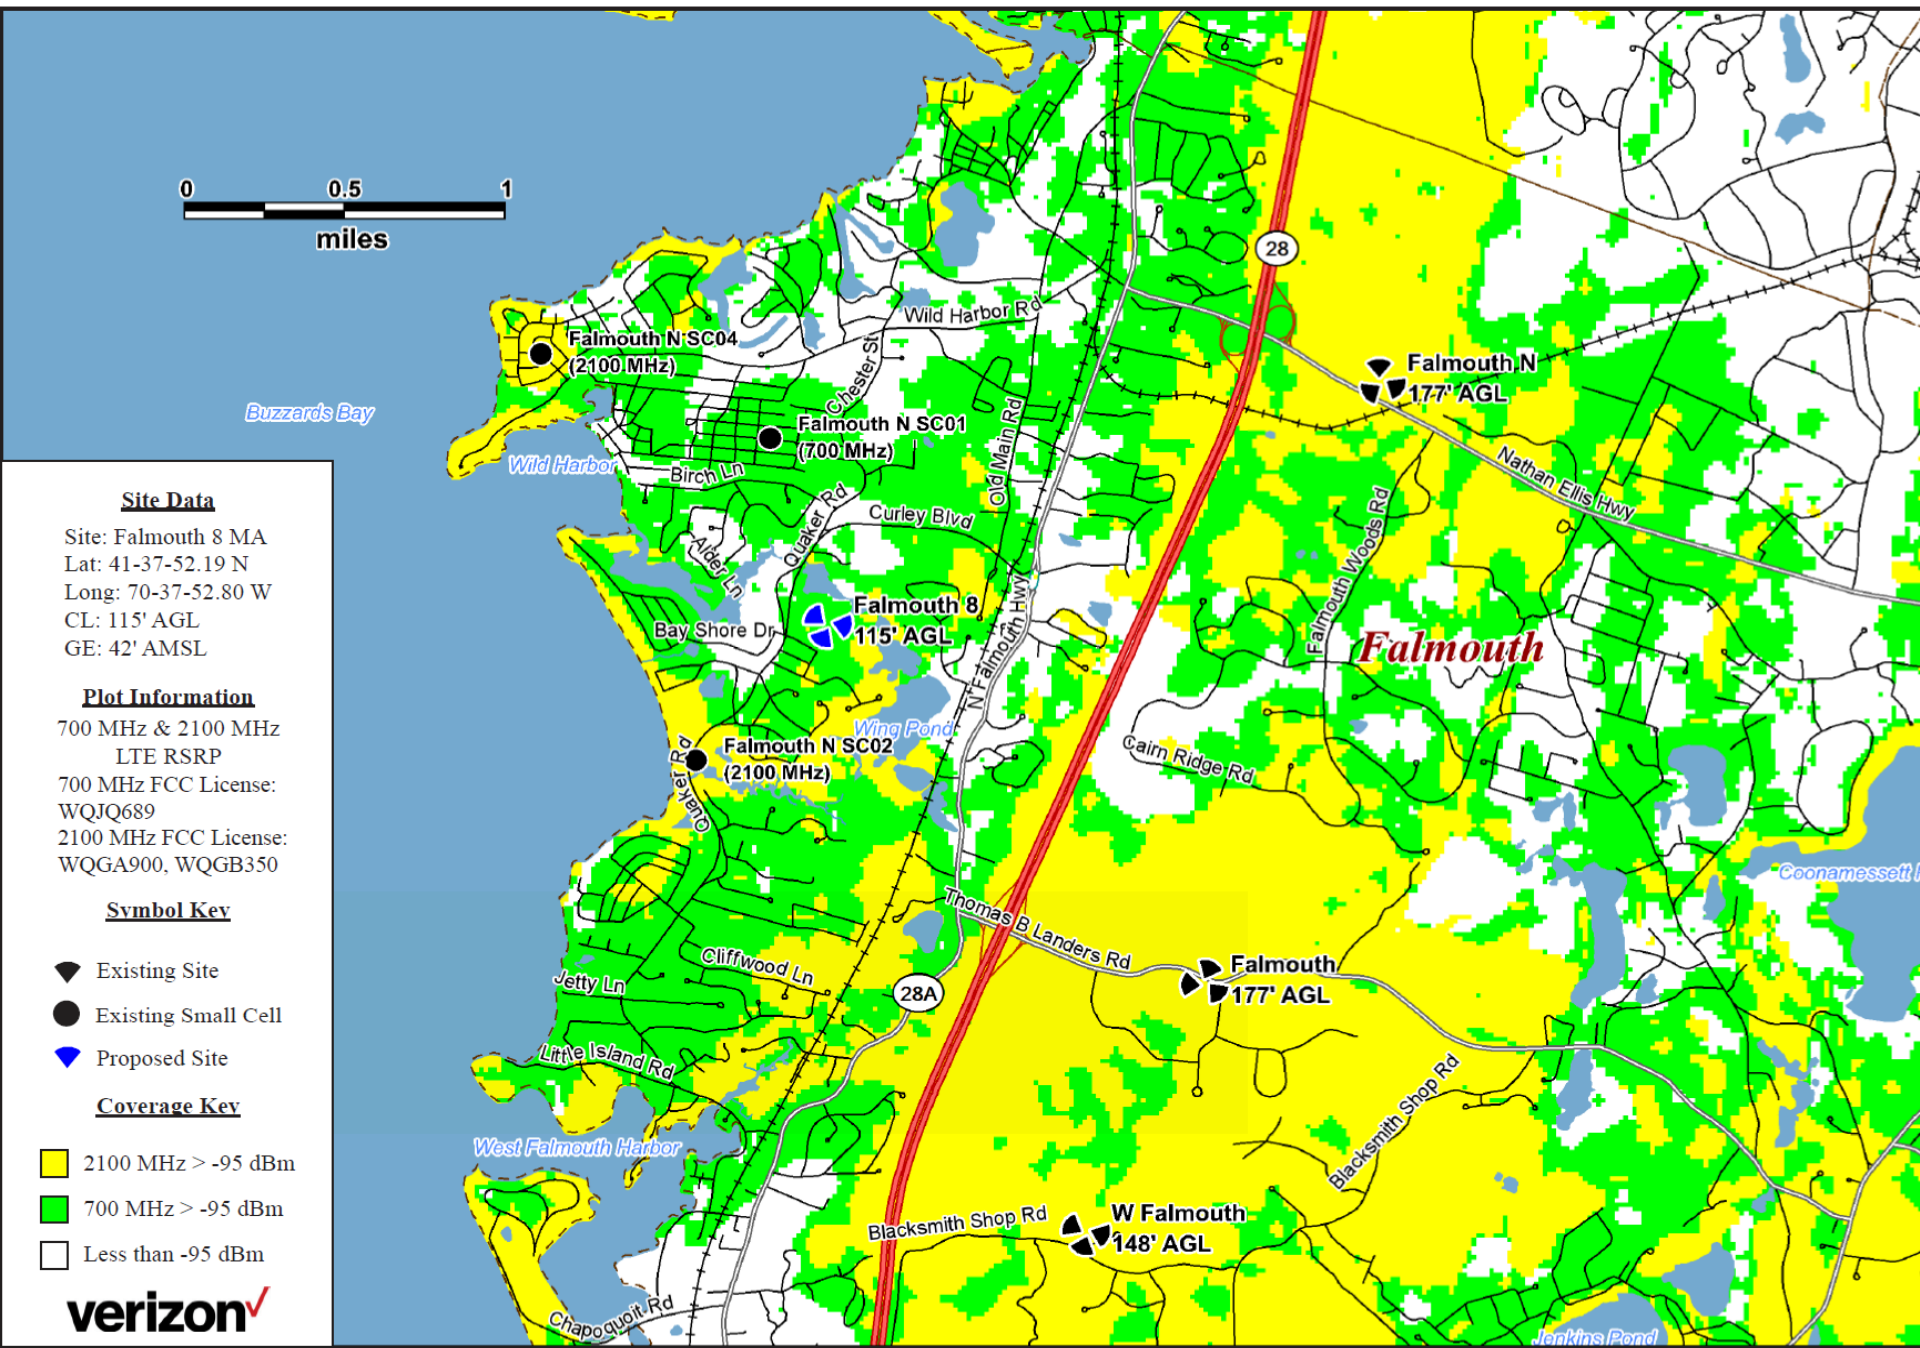 0 0.5 1
miles
28
Wild Harbor Rd
Falmouth N SC04
(2100 MHz)
Chester St
Falmouth N
177' AGL
Buzzards Bay
Falmouth N SC01
(700 MHz)
Old Main Rd
Wild Harbor
Birch Ln
Nathan Ellis Hwy
Quaker Rd
Curley Blvd
Falmouth Woods Rd
Alder Ln
Falmouth 8
115' AGL
Bay Shore Dr
N Falmouth Hwy
Falmouth
Wing Pond
Falmouth N SC02
(2100 MHz)
Quaker Rd
Cairn Ridge Rd
Coonamessett
Thomas B Landers Rd
Cliffwood Ln
Jetty Ln
28A
Falmouth
177' AGL
Little Island Rd
Blacksmith Shop Rd
West Falmouth Harbor
Blacksmith Shop Rd
W Falmouth
148' AGL
Chapoquoit Rd
Jenkins Pond
Site Data
Site: Falmouth 8 MA
Lat: 41-37-52.19 N
Long: 70-37-52.80 W
CL: 115' AGL
GE: 42' AMSL
Plot Information
700 MHz & 2100 MHz
LTE RSRP
700 MHz FCC License:
WQJQ689
2100 MHz FCC License:
WQGA900, WQGB350
Symbol Key
Existing Site
Existing Small Cell
Proposed Site
Coverage Key
2100 MHz > -95 dBm
700 MHz > -95 dBm
Less than -95 dBm
verizon